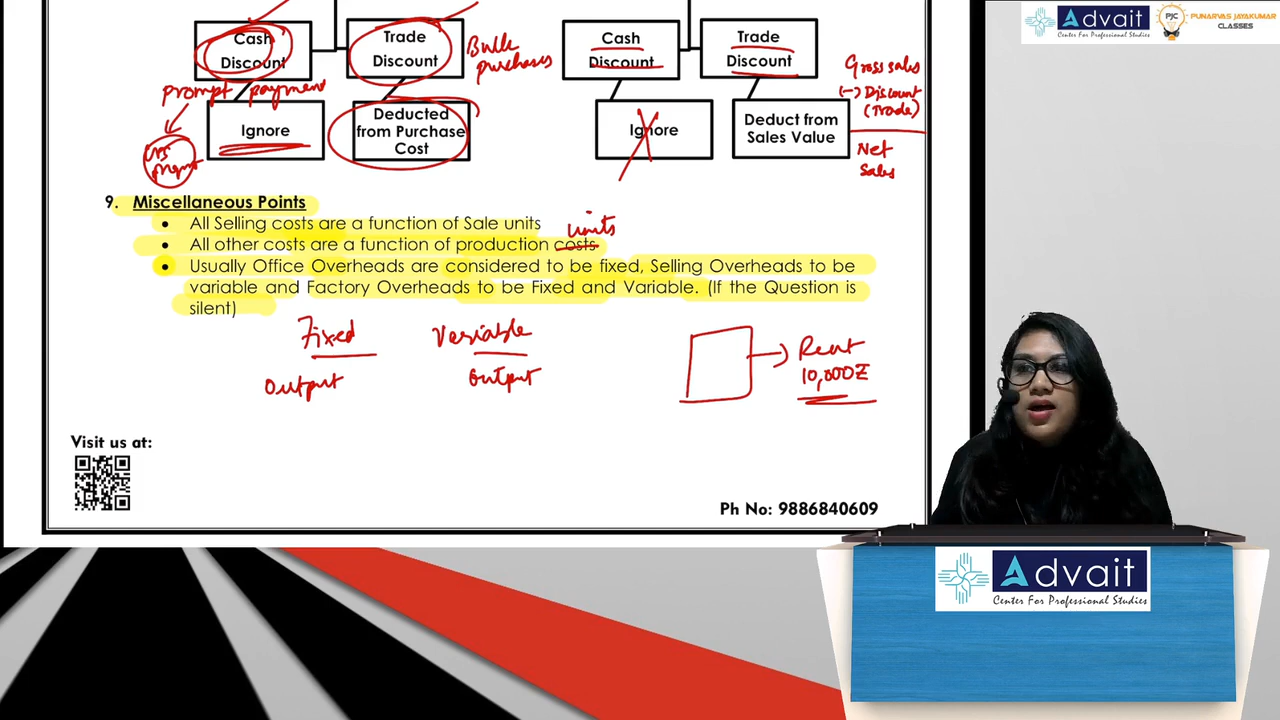 Advait
Center For Professional Studies
PJC
PUNARVAS JAYAKUMAR
CLASSES
Cash
Discount
Trade
Discount
Bulk
purchases
Prompt payment
Ignore
Deducted
from Purchase
Cost
Cash
Discount
Trade
Discount
Gross sales
(-) Discount
(Trade)
Ignore
Deduct from
Sales Value
Net
Sales
9. Miscellaneous Points
• All Selling costs are a function of Sale units
units
• All other costs are a function of production costs
• Usually Office Overheads are considered to be fixed, Selling Overheads to be
variable and Factory Overheads to be Fixed and Variable. (If the Question is
silent)
Fixed Variable
Output Output
Rent
10,000₹
Visit us at:
Ph No: 9886840609
Advait
Center For Professional Studies